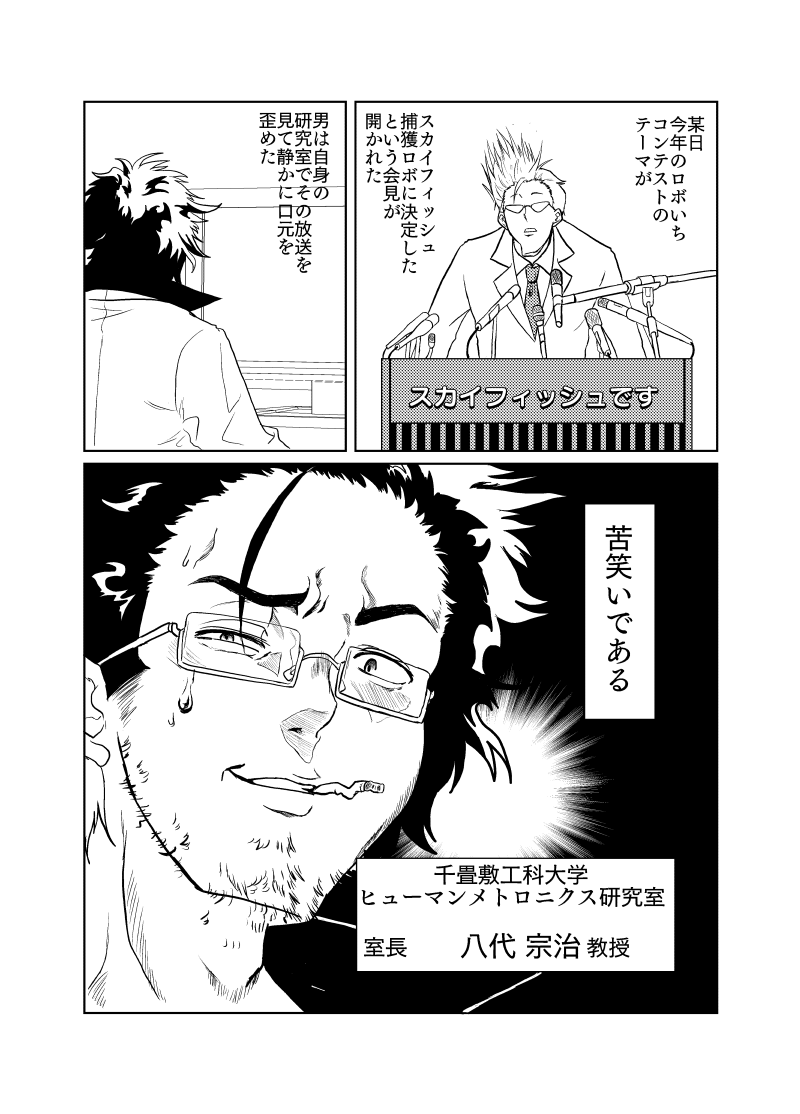 某日
今年のロボいち
コンテストの
テーマが
スカイフィッシュ
捕獲ロボに決定した
という会見が
開かれた
スカイフィッシュです
男は自身の
研究室でその放送を
見て静かに口元を
歪めた
苦笑いである
千畳敷工科大学
ヒューマンメトロニクス研究室
室長 八代 宗治 教授